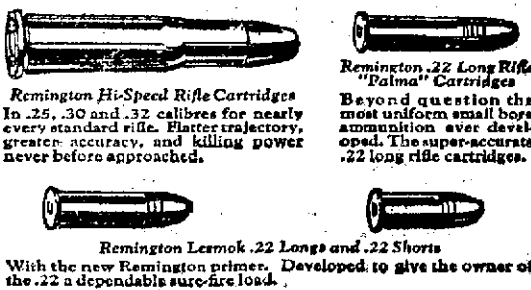 Remington Hi-Speed Rifle Cartridges
In .25, .30 and .32 calibres for nearly
every standard rifle. Flatter trajectory,
greater accuracy, and killing power
never before approached.
Remington .22 Long Rifle
"Palma" Cartridges
Beyond question the
most uniform small bore
ammunition ever devel-
oped. The super-accurate
.22 long rifle cartridges.
Remington Lesmok .22 Longs and .22 Shorts
With the new Remington primer. Developed to give the owner of
the .22 a dependable sure-fire load.